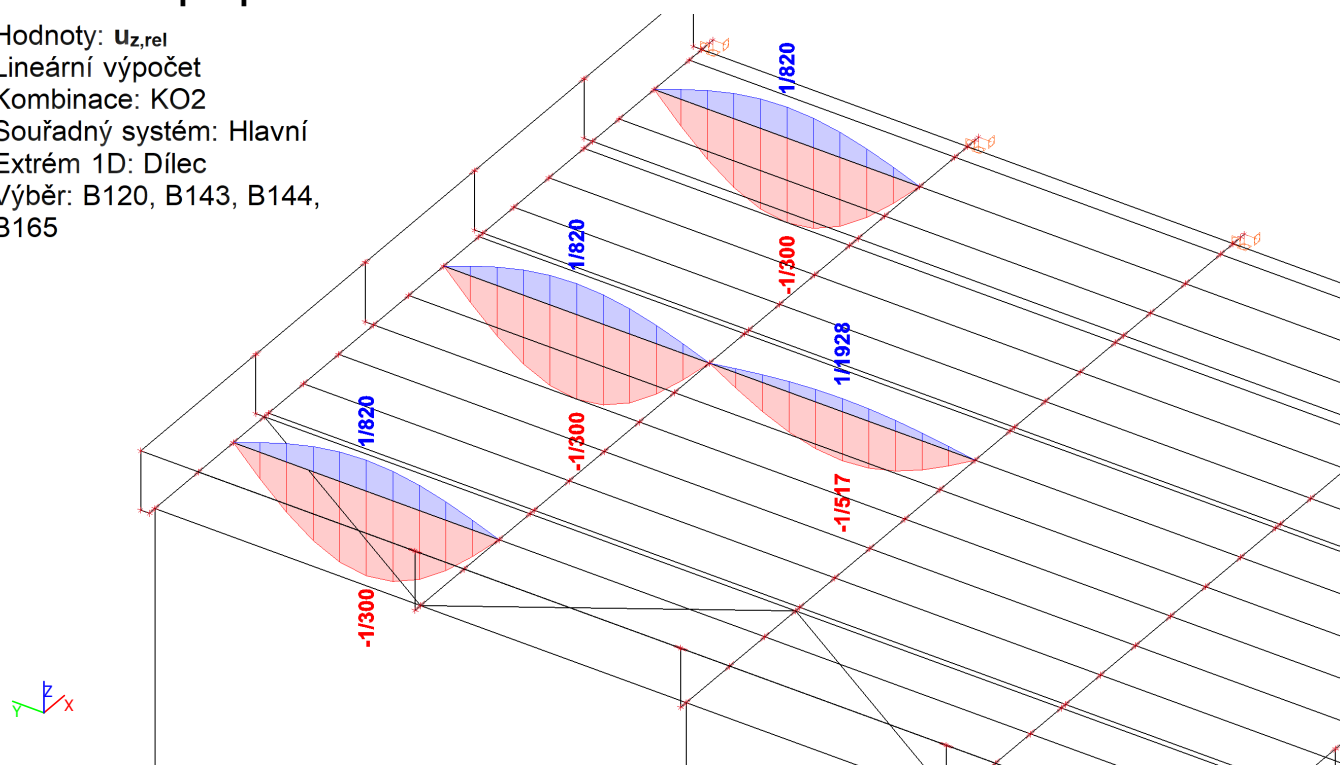 Hodnoty: uz,rel
Lineární výpočet
Kombinace: KO2
Souřadný systém: Hlavní
Extrém 1D: Dílec
Výběr: B120, B143, B144,
B165
1/820
-1/300
1/820
-1/300
1/1928
-1/517
1/820
-1/300
Z
Y
X